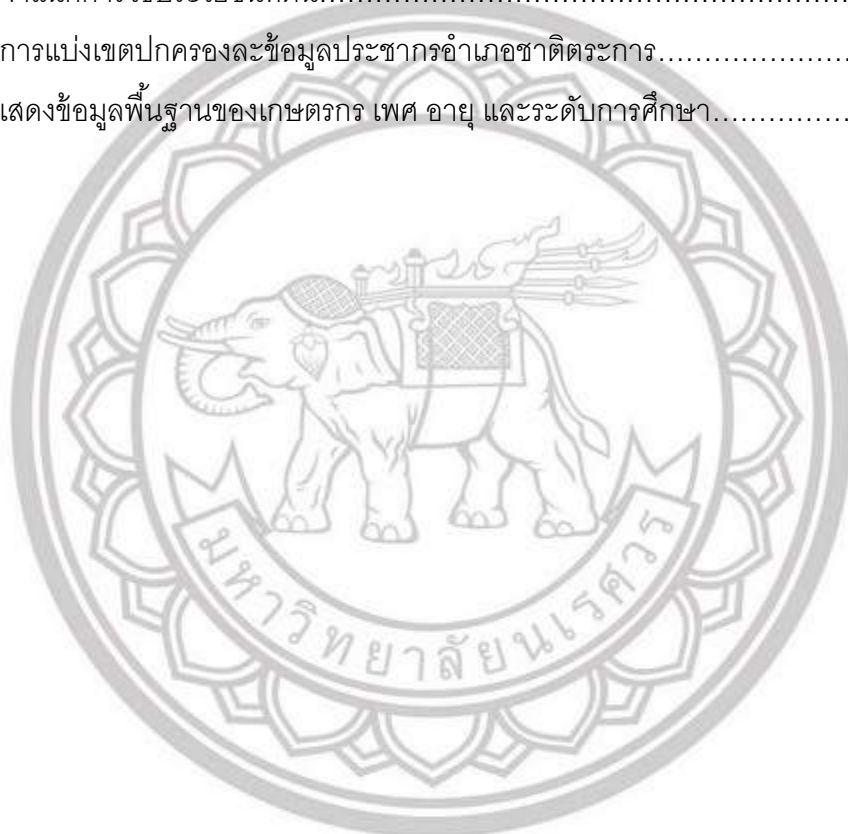 การแบ่งเขตปกครองละข้อมูลประชากรอำเภอชาติตระการ.....................
แสดงข้อมูลพื้นฐานของเกษตรกร เพศ อายุ และระดับการศึกษา................
มหาวิทยาลัยนเรศวร